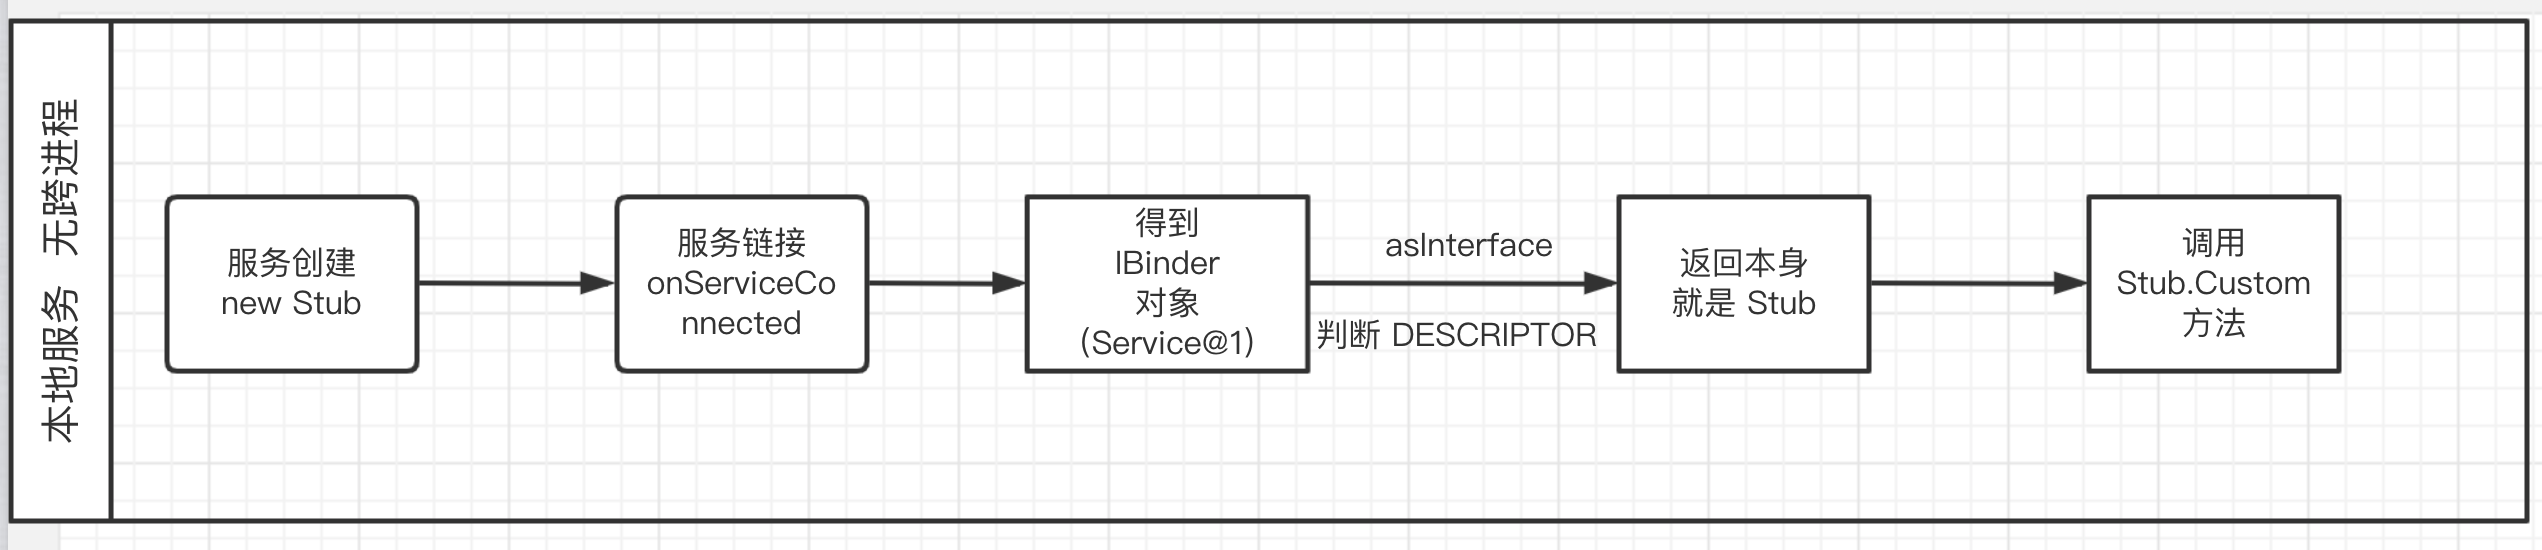 本地服务 无跨进程
服务创建
new Stub
服务链接
onServiceCo
nnected
得到
IBinder
对象
(Service@1)
asInterface
判断 DESCRIPTOR
返回本身
就是 Stub
调用
Stub.Custom
方法